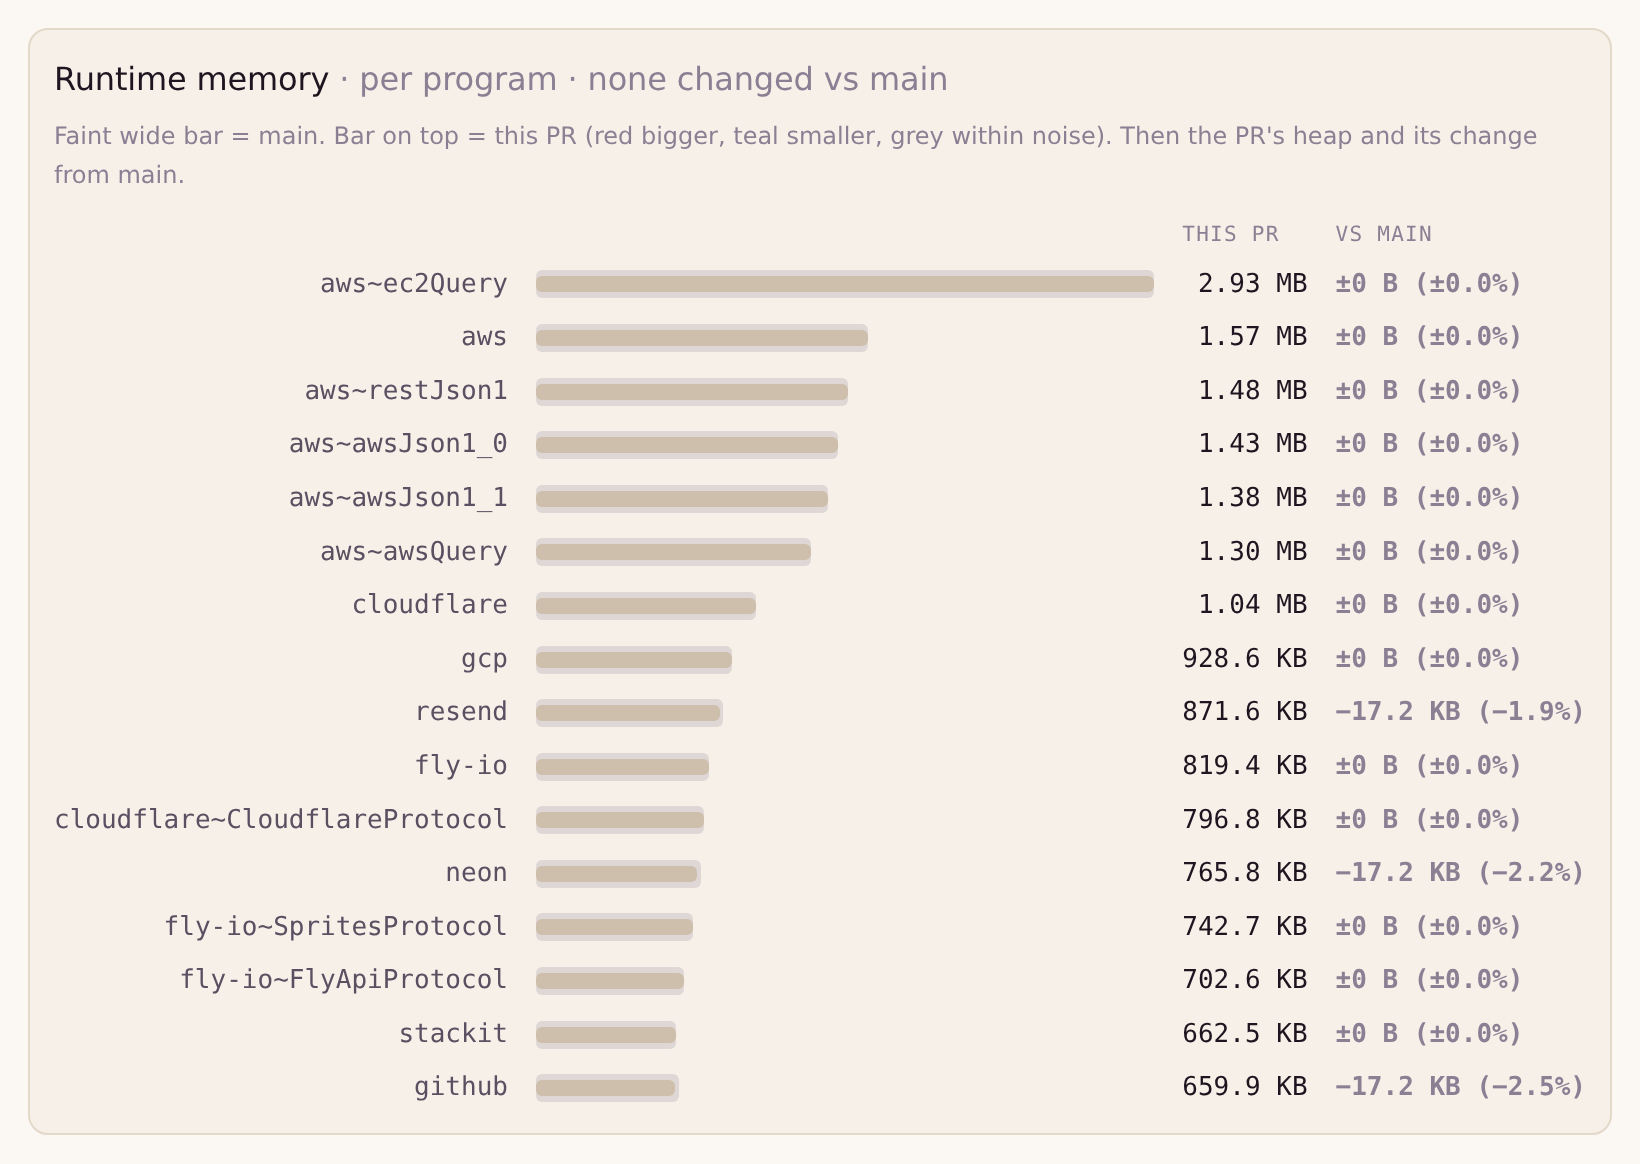 Runtime memory · per program · none changed vs main
Faint wide bar = main. Bar on top = this PR (red bigger, teal smaller, grey within noise). Then the PR's heap and its change
from main.
THIS PR VS MAIN
aws~ec2Query 2.93 MB ±0 B (±0.0%)
aws 1.57 MB ±0 B (±0.0%)
aws~restJson1 1.48 MB ±0 B (±0.0%)
aws~awsJson1_0 1.43 MB ±0 B (±0.0%)
aws~awsJson1_1 1.38 MB ±0 B (±0.0%)
aws~awsQuery 1.30 MB ±0 B (±0.0%)
cloudflare 1.04 MB ±0 B (±0.0%)
gcp 928.6 KB ±0 B (±0.0%)
resend 871.6 KB −17.2 KB (−1.9%)
fly-io 819.4 KB ±0 B (±0.0%)
cloudflare~CloudflareProtocol 796.8 KB ±0 B (±0.0%)
neon 765.8 KB −17.2 KB (−2.2%)
fly-io~SpritesProtocol 742.7 KB ±0 B (±0.0%)
fly-io~FlyApiProtocol 702.6 KB ±0 B (±0.0%)
stackit 662.5 KB ±0 B (±0.0%)
github 659.9 KB −17.2 KB (−2.5%)